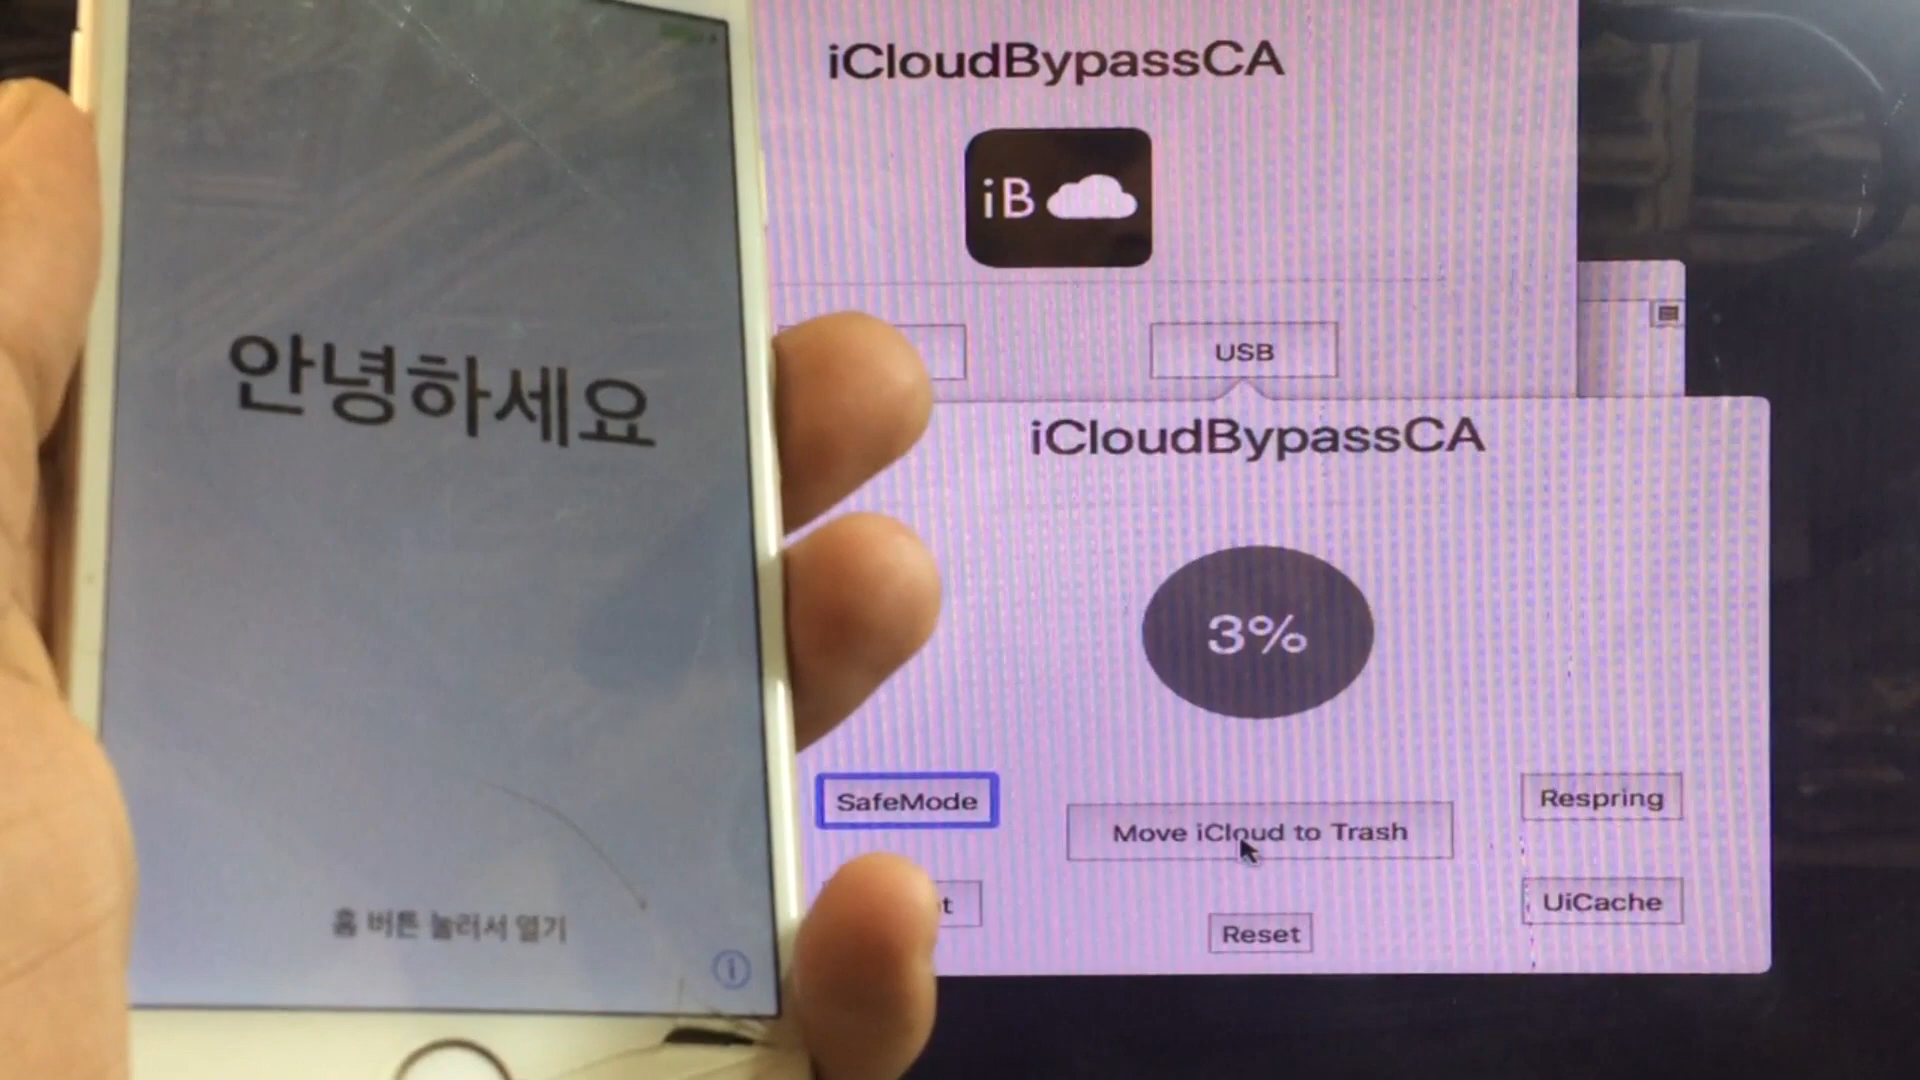 안녕하세요
홈 버튼 눌러서 열기
iCloudBypassCA
iB
USB
iCloudBypassCA
3%
SafeMode
Move iCloud to Trash
Respring
UiCache
Reset